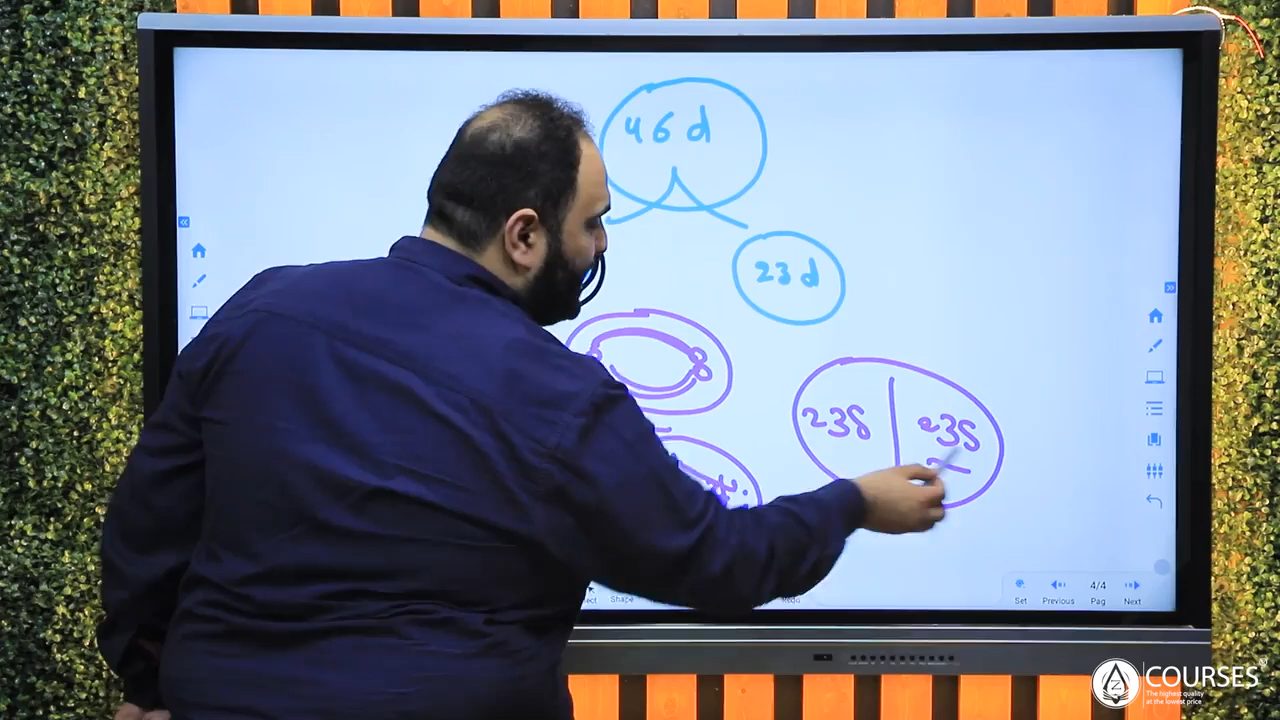 46 d
23 d
23S
23S
Set
Previous
4/4
Pag
Next
Shape
COURSES
The highest quality
at the lowest price